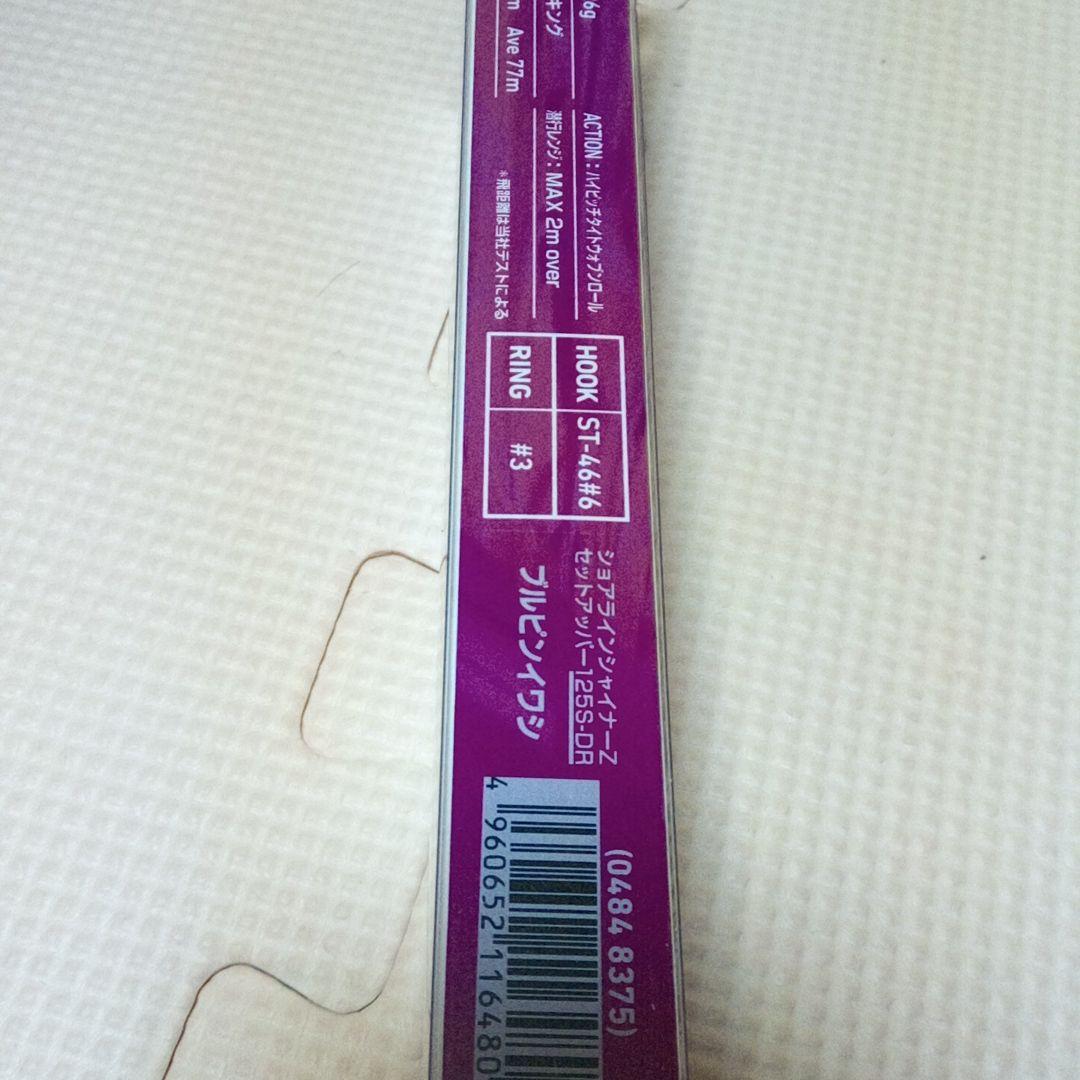 6g
キング
m Ave 77m
ACTION：ハイピッチタイトウォブンロール
潜行レンジ：MAX 2m over
*飛距離は当社テストによる
HOOK ST-46#6
RING #3
ショアラインシャイナーZ
セットアッパー125S-DR
ブルピンイワシ
(0484 8375)
4 960652 116480